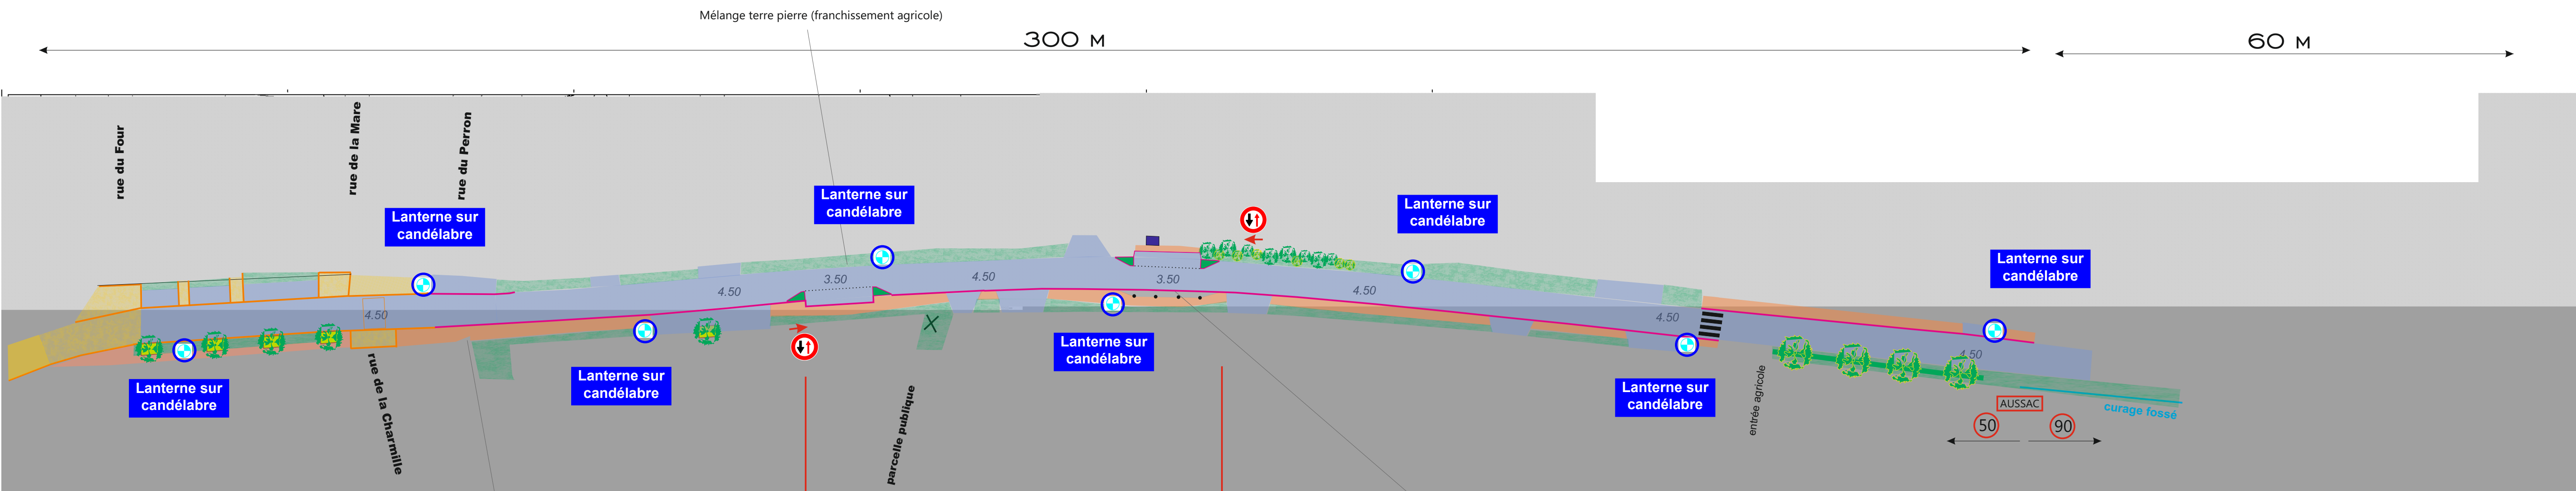 Mélange terre pierre (franchissement agricole)
300 M
60 M
rue du Four
rue de la Mare
rue du Perron
Lanterne sur
candélabre
Lanterne sur
candélabre
Lanterne sur
candélabre
Lanterne sur
candélabre
4.50
4.50
3.50
4.50
3.50
4.50
4.50
4.50
Lanterne sur
candélabre
Lanterne sur
candélabre
Lanterne sur
candélabre
Lanterne sur
candélabre
rue de la Charmille
parcelle publique
entrée agricole
AUSSAC
curage fossé
50
90